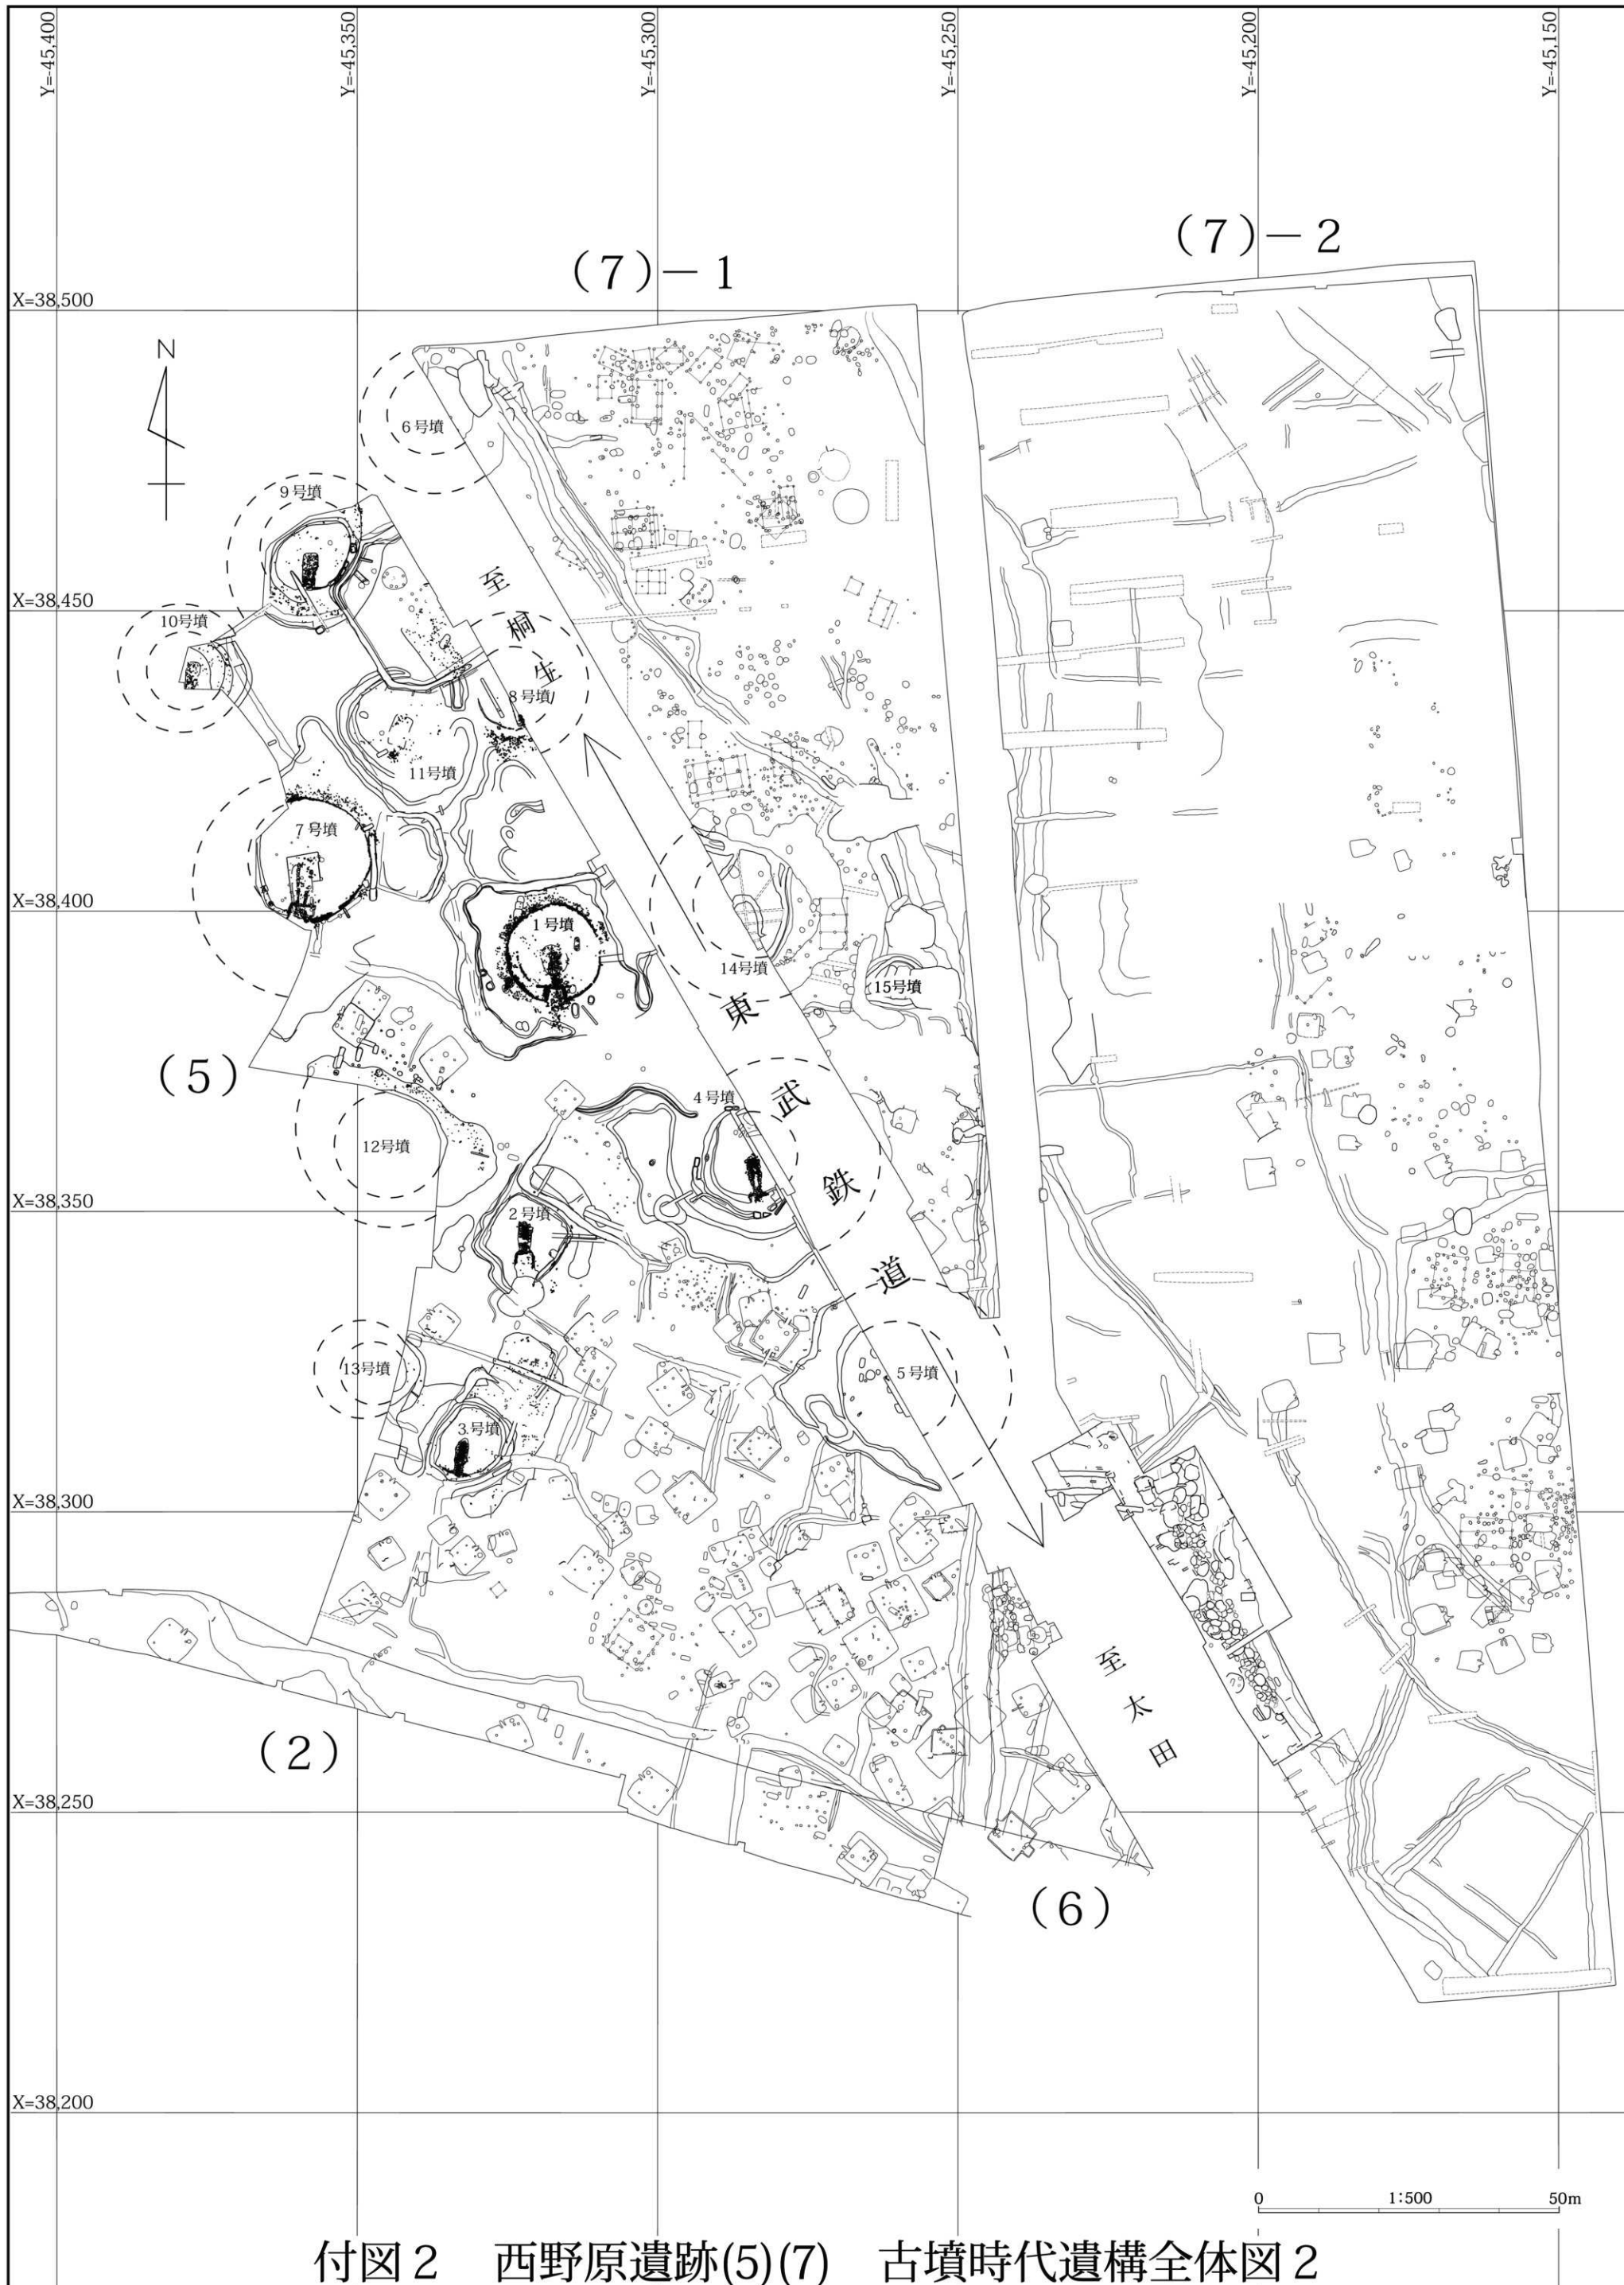 Y=-45,400
Y=-45,350
Y=-45,300
Y=-45,250
Y=-45,200
Y=-45,150
(7)－2
(7)－1
X=38,500
N
6号墳
9号墳
至桐生
X=38,450
10号墳
8号墳
11号墳
7号墳
X=38,400
1号墳
14号墳
15号墳
東武鉄道
(5)
4号墳
12号墳
X=38,350
2号墳
13号墳
5号墳
3号墳
X=38,300
至太田
(2)
X=38,250
(6)
X=38,200
0 1:500 50m
付図2 西野原遺跡(5)(7) 古墳時代遺構全体図2